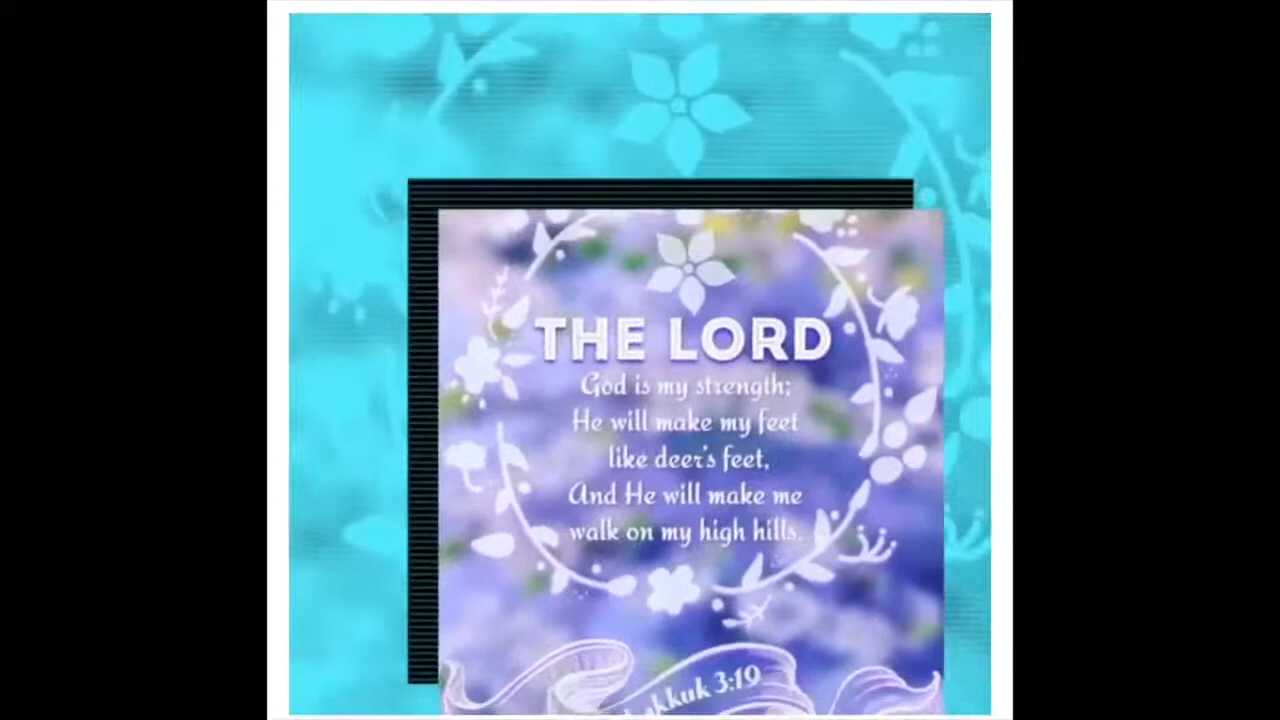 THE LORD
God is my strength;
He will make my feet
like deer's feet,
And He will make me
walk on my high hills.
3:19